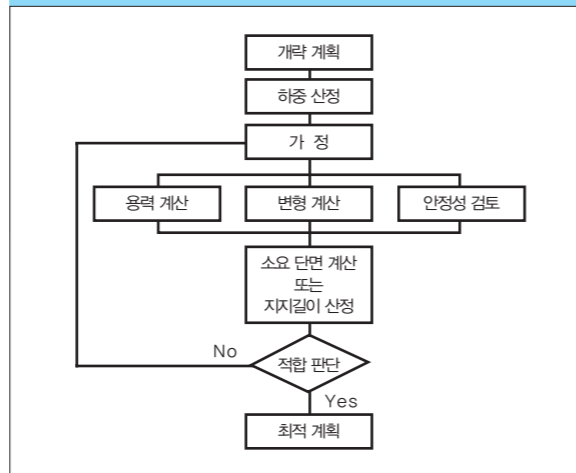 개략 계획
하중 산정
가 정
용력 계산
변형 계산
안정성 검토
소요 단면 계산
또는
지지길이 산정
No
적합 판단
Yes
최적 계획